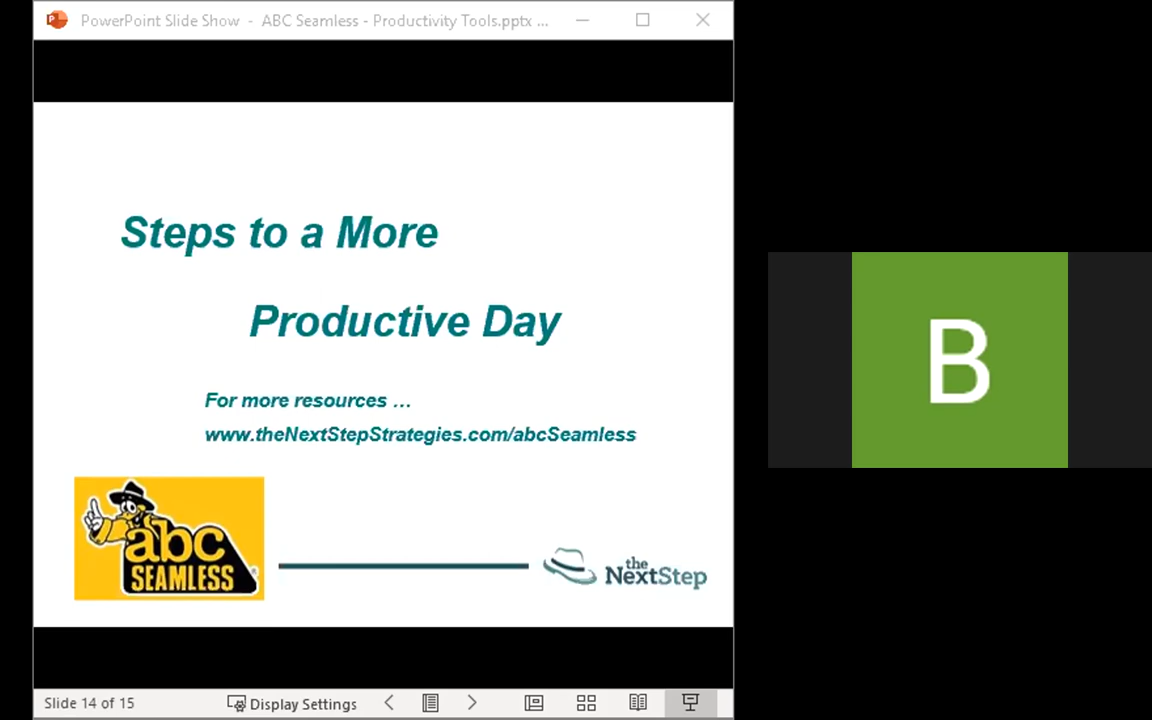 PowerPoint Slide Show - ABC Seamless - Productivity Tools.pptx ...
Steps to a More
Productive Day
For more resources …
www.theNextStepStrategies.com/abcSeamless
abc
SEAMLESS
the
NextStep
B
Slide 14 of 15
Display Settings